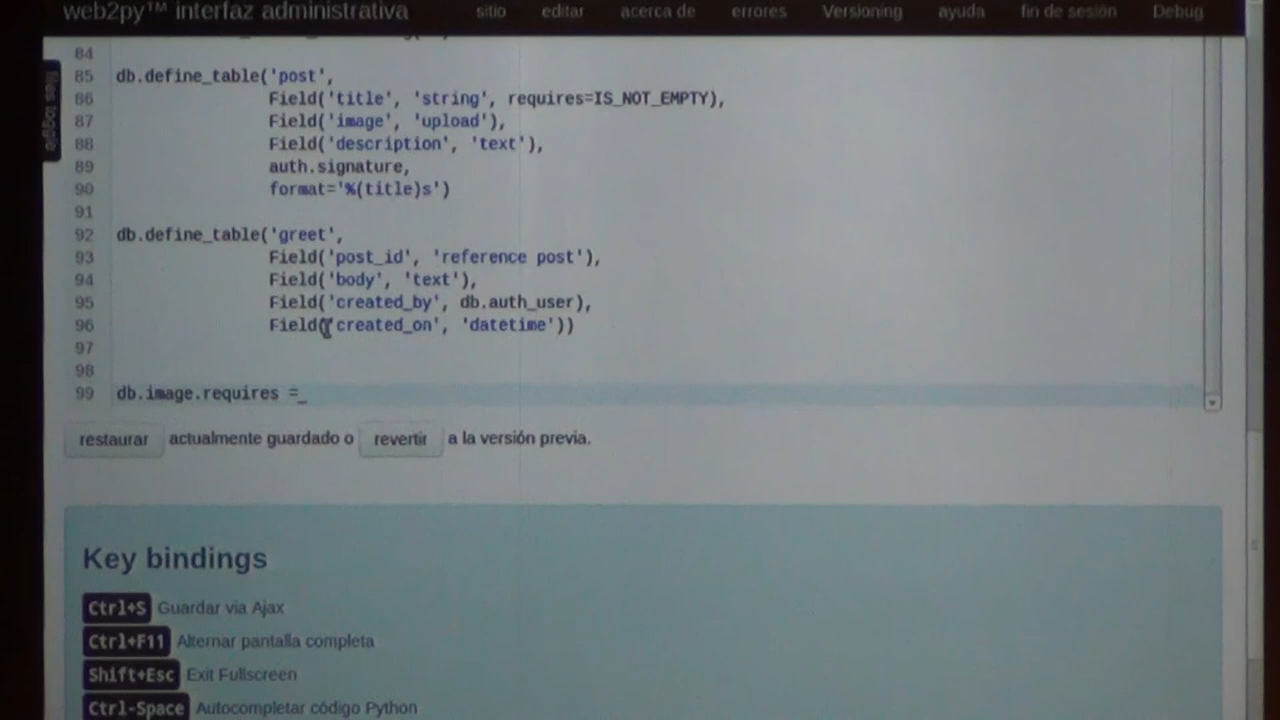 web2py™ interfaz administrativa
sitio editar acerca de errores Versioning ayuda fin de sesión Debug
files toggle
84
85 db.define_table('post',
86 Field('title', 'string', requires=IS_NOT_EMPTY),
87 Field('image', 'upload'),
88 Field('description', 'text'),
89 auth.signature,
90 format='%(title)s')
91
92 db.define_table('greet',
93 Field('post_id', 'reference post'),
94 Field('body', 'text'),
95 Field('created_by', db.auth_user),
96 Field('created_on', 'datetime'))
97
98
99 db.image.requires =_
restaurar actualmente guardado o revertir a la versión previa.
Key bindings
Ctrl+S Guardar via Ajax
Ctrl+F11 Alternar pantalla completa
Shift+Esc Exit Fullscreen
Ctrl-Space Autocompletar código Python